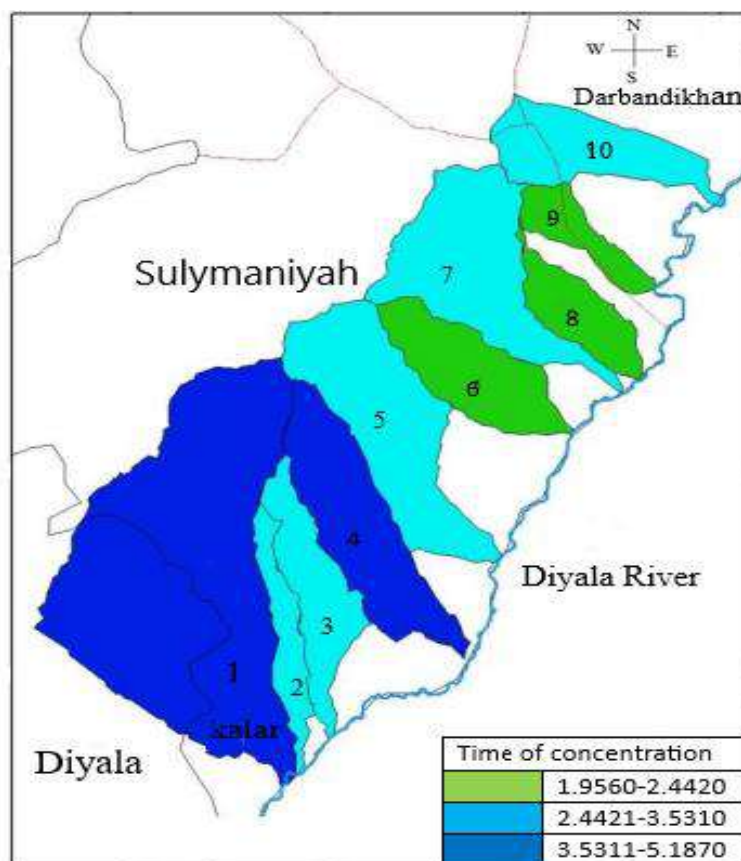 N
W E
S
Darbandikhan
10
9
Sulymaniyah
7
8
6
5
4
Diyala River
3
1
2
kalar
Diyala
Time of concentration
1.9560-2.4420
2.4421-3.5310
3.5311-5.1870